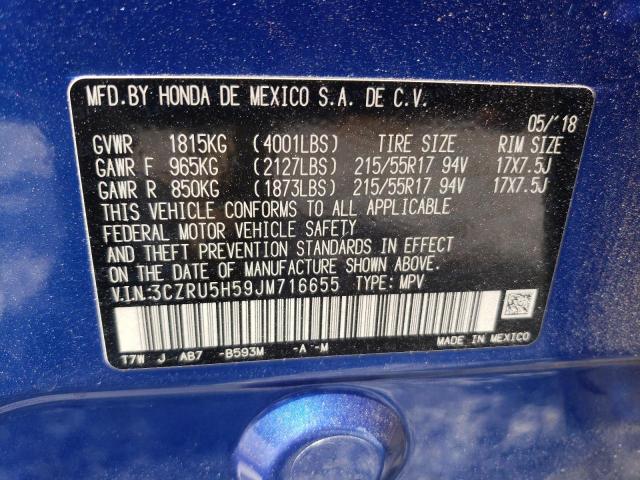 MFD. BY HONDA DE MEXICO S.A. DE C.V.
05/'18
GVWR 1815KG (4001LBS) TIRE SIZE RIM SIZE
GAWR F 965KG (2127LBS) 215/55R17 94V 17X7.5J
GAWR R 850KG (1873LBS) 215/55R17 94V 17X7.5J
THIS VEHICLE CONFORMS TO ALL APPLICABLE
FEDERAL MOTOR VEHICLE SAFETY
AND THEFT PREVENTION STANDARDS IN EFFECT
ON THE DATE OF MANUFACTURE SHOWN ABOVE.
V.I.N.:3CZRU5H59JM716655 TYPE: MPV
T7W J AB7 -B593M -A -M
MADE IN MEXICO